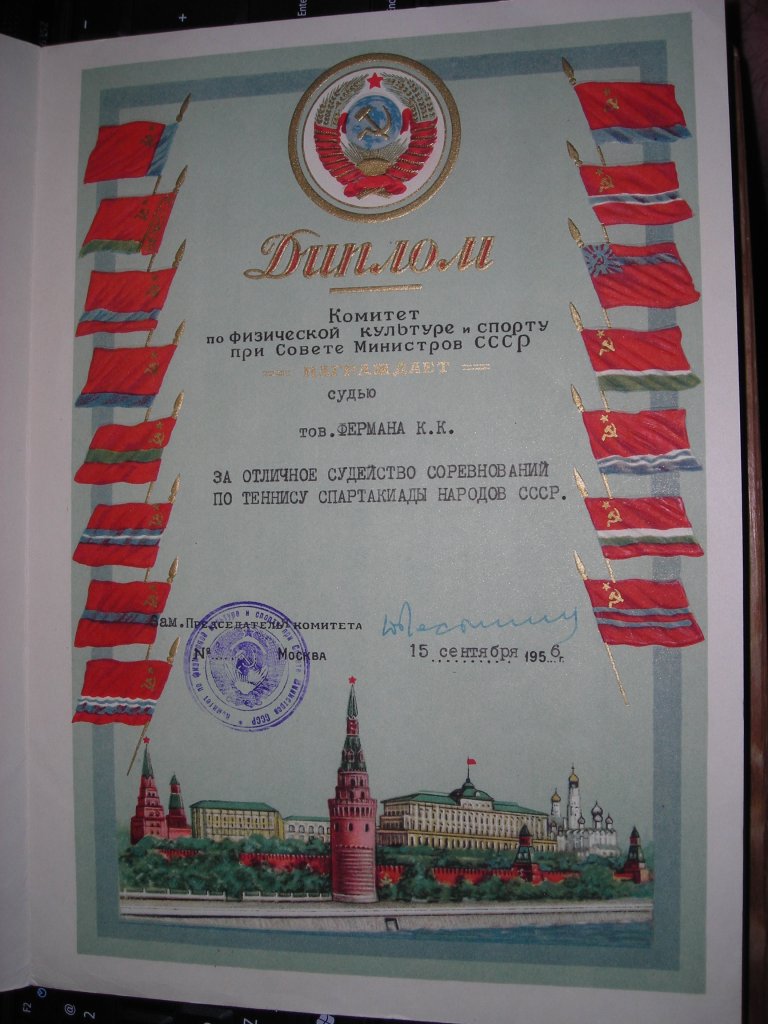 Диплом
Комитет
по физической культуре и спорту
при Совете Министров СССР
НАГРАЖДАЕТ
судью
тов.ФЕРМАНА К.К.
ЗА ОТЛИЧНОЕ СУДЕЙСТВО СОРЕВНОВАНИЙ
ПО ТЕННИСУ СПАРТАКИАДЫ НАРОДОВ СССР.
Зам. Председатель комитета
№ Москва 15 сентября 1956 г.